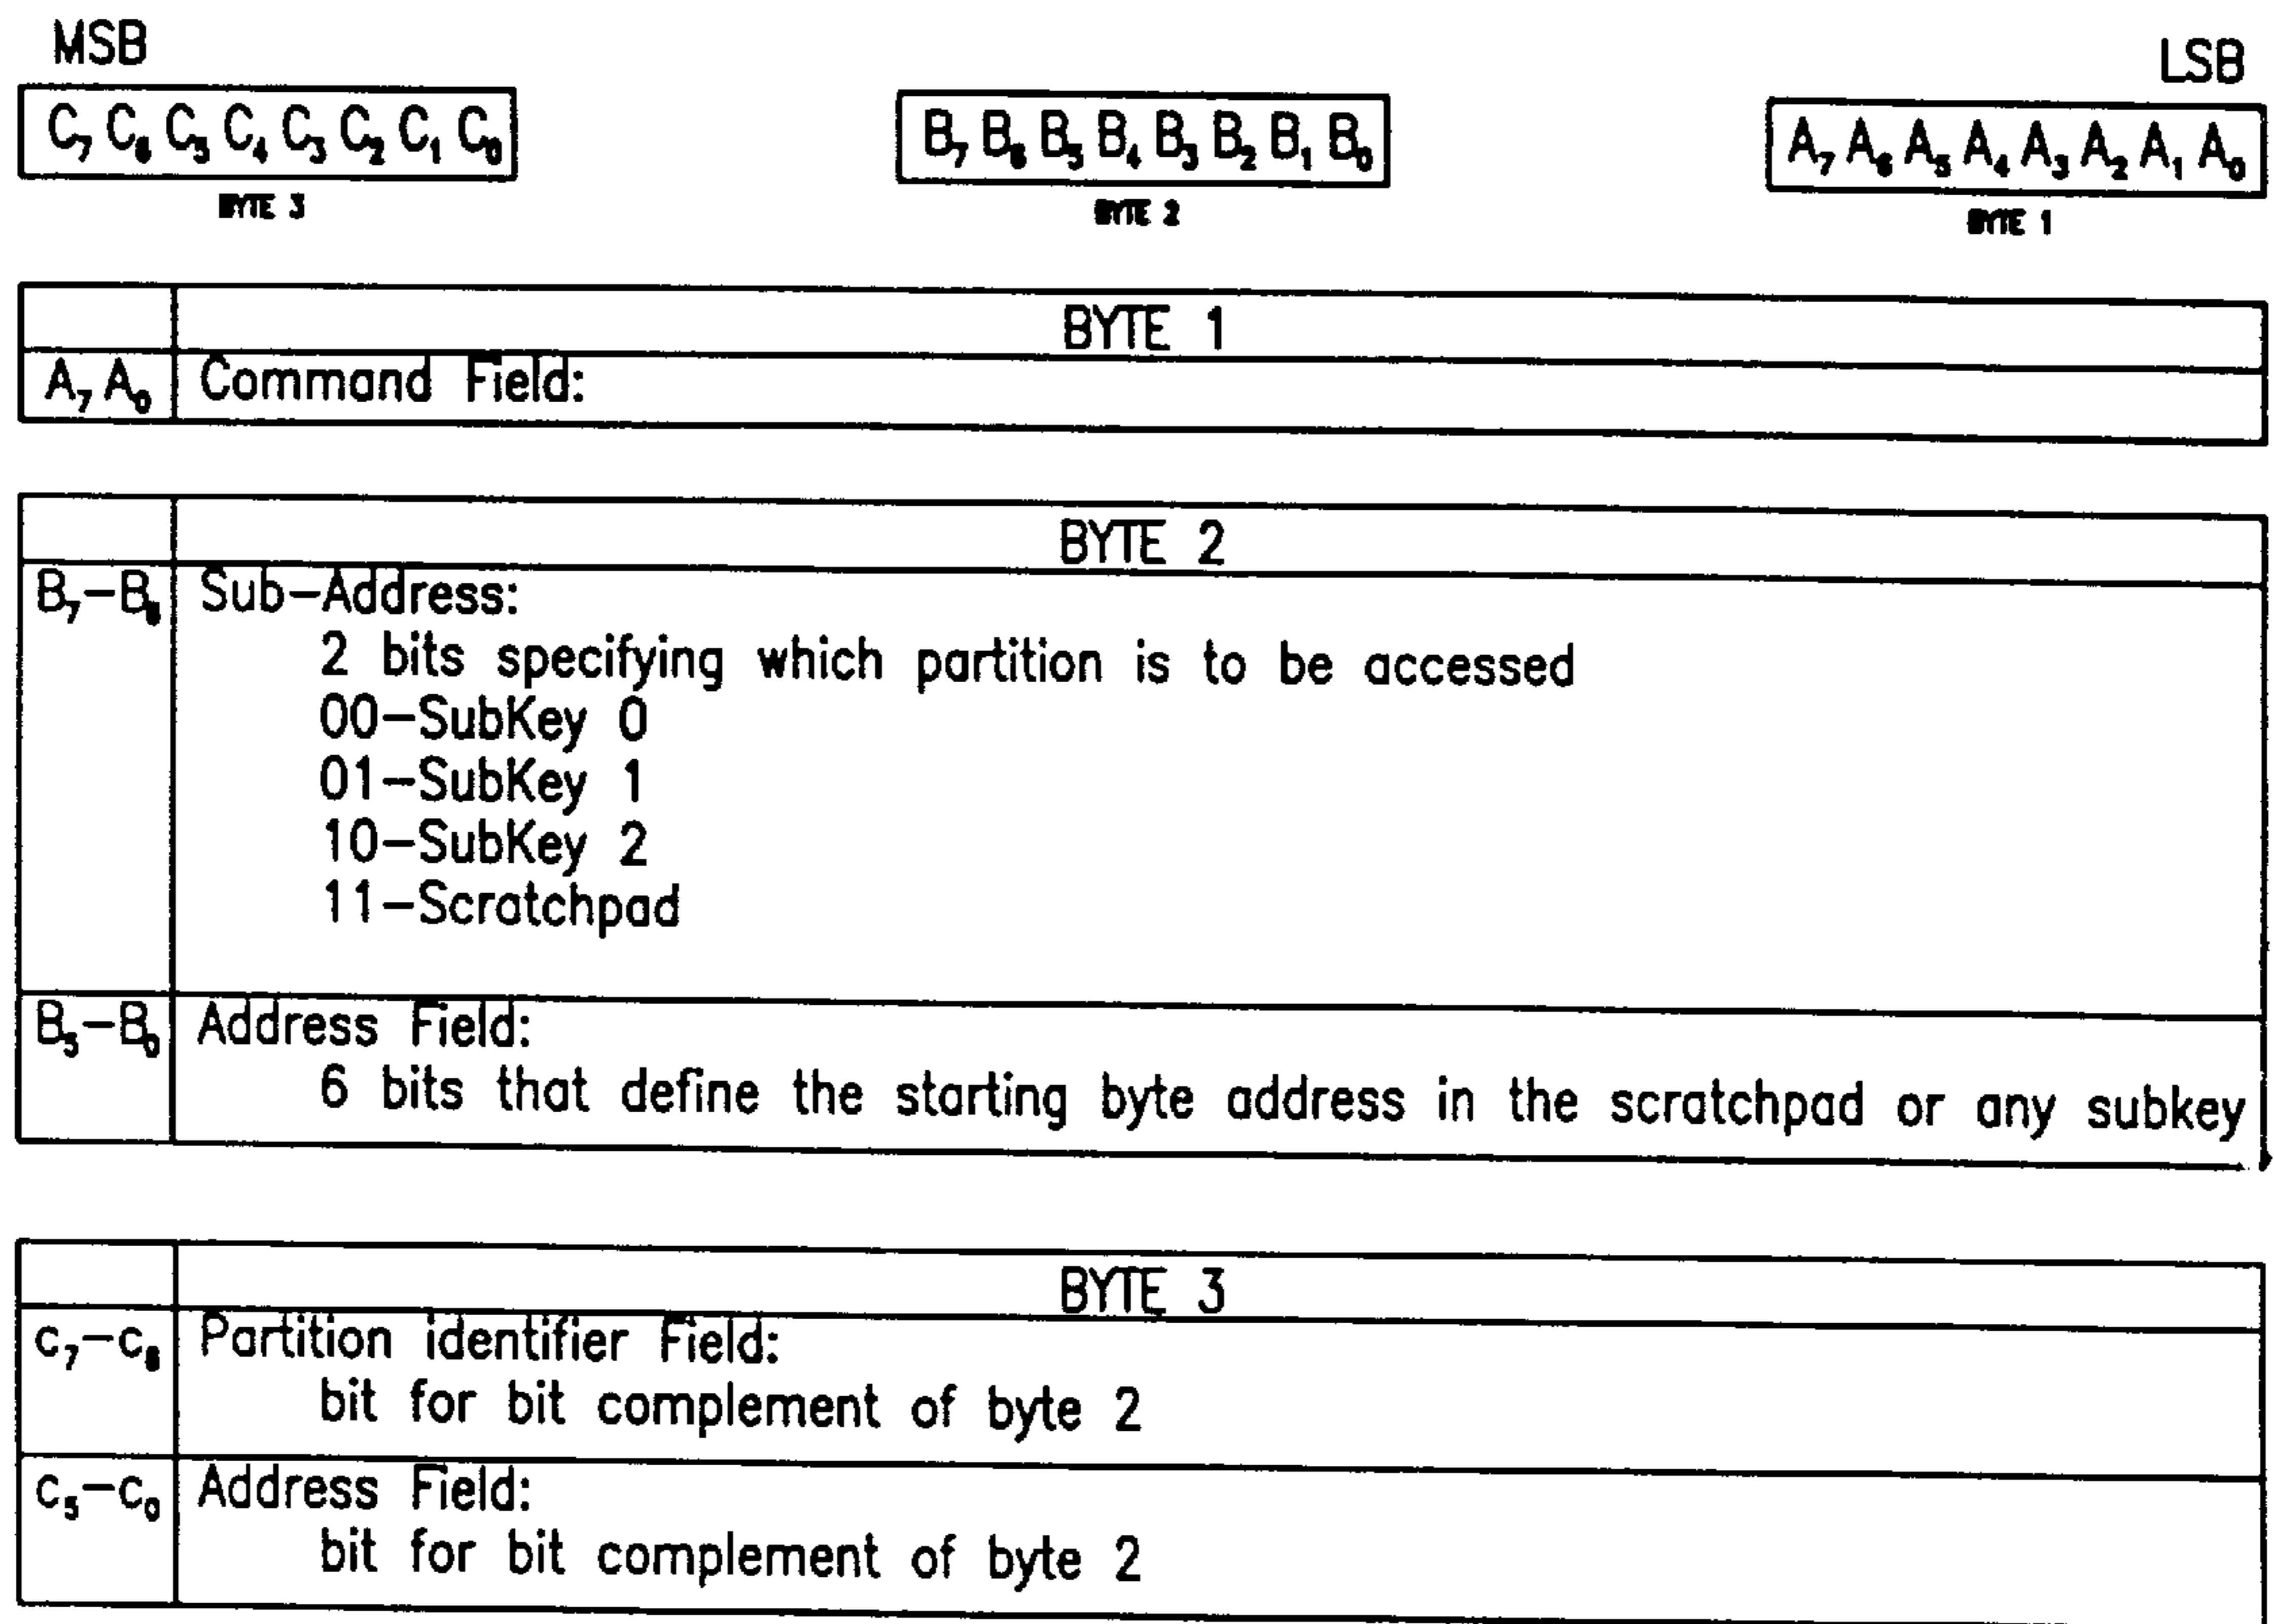 MSB
LSB
C₇ C₆ C₅ C₄ C₃ C₂ C₁ C₀
B₇ B₆ B₅ B₄ B₃ B₂ B₁ B₀
A₇ A₆ A₅ A₄ A₃ A₂ A₁ A₀
BYTE 3
BYTE 2
BYTE 1
BYTE 1
A₇ A₀ Command Field:
BYTE 2
B₇–B₆ Sub–Address:
2 bits specifying which partition is to be accessed
00–SubKey 0
01–SubKey 1
10–SubKey 2
11–Scratchpad
B₅–B₀ Address Field:
6 bits that define the starting byte address in the scratchpad or any subkey
BYTE 3
c₇–c₆ Partition identifier Field:
bit for bit complement of byte 2
c₅–c₀ Address Field:
bit for bit complement of byte 2